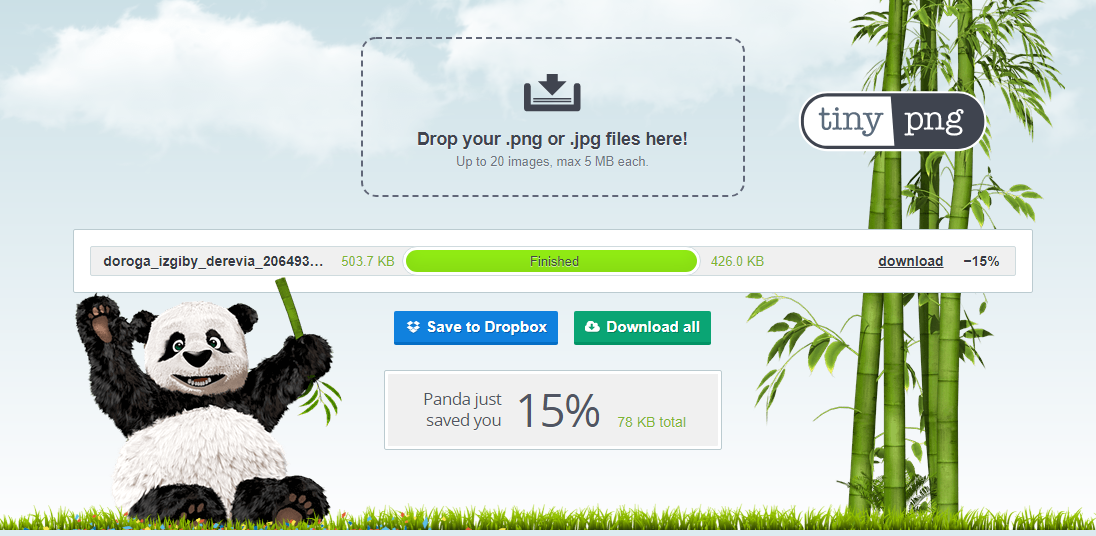 Drop your .png or .jpg files here!
Up to 20 images, max 5 MB each.
tiny png
doroga_izgiby_derevia_206493... 503.7 KB Finished 426.0 KB download −15%
Save to Dropbox Download all
Panda just
saved you 15% 78 KB total